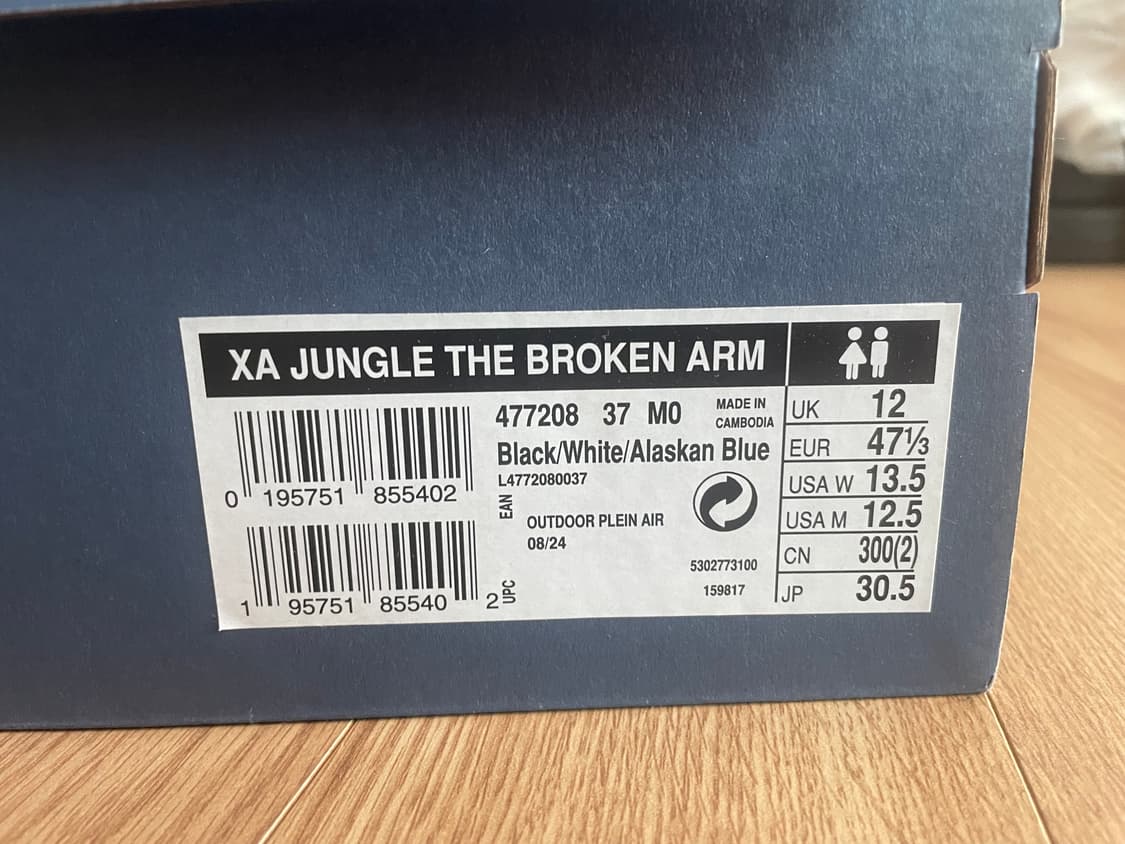 XA JUNGLE THE BROKEN ARM
477208 37 M0
MADE IN
CAMBODIA
Black/White/Alaskan Blue
L4772080037
EAN
0 195751 855402
OUTDOOR PLEIN AIR
08/24
5302773100
159817
1 95751 85540 2
UPC
UK 12
EUR 47⅓
USA W 13.5
USA M 12.5
CN 300(2)
JP 30.5